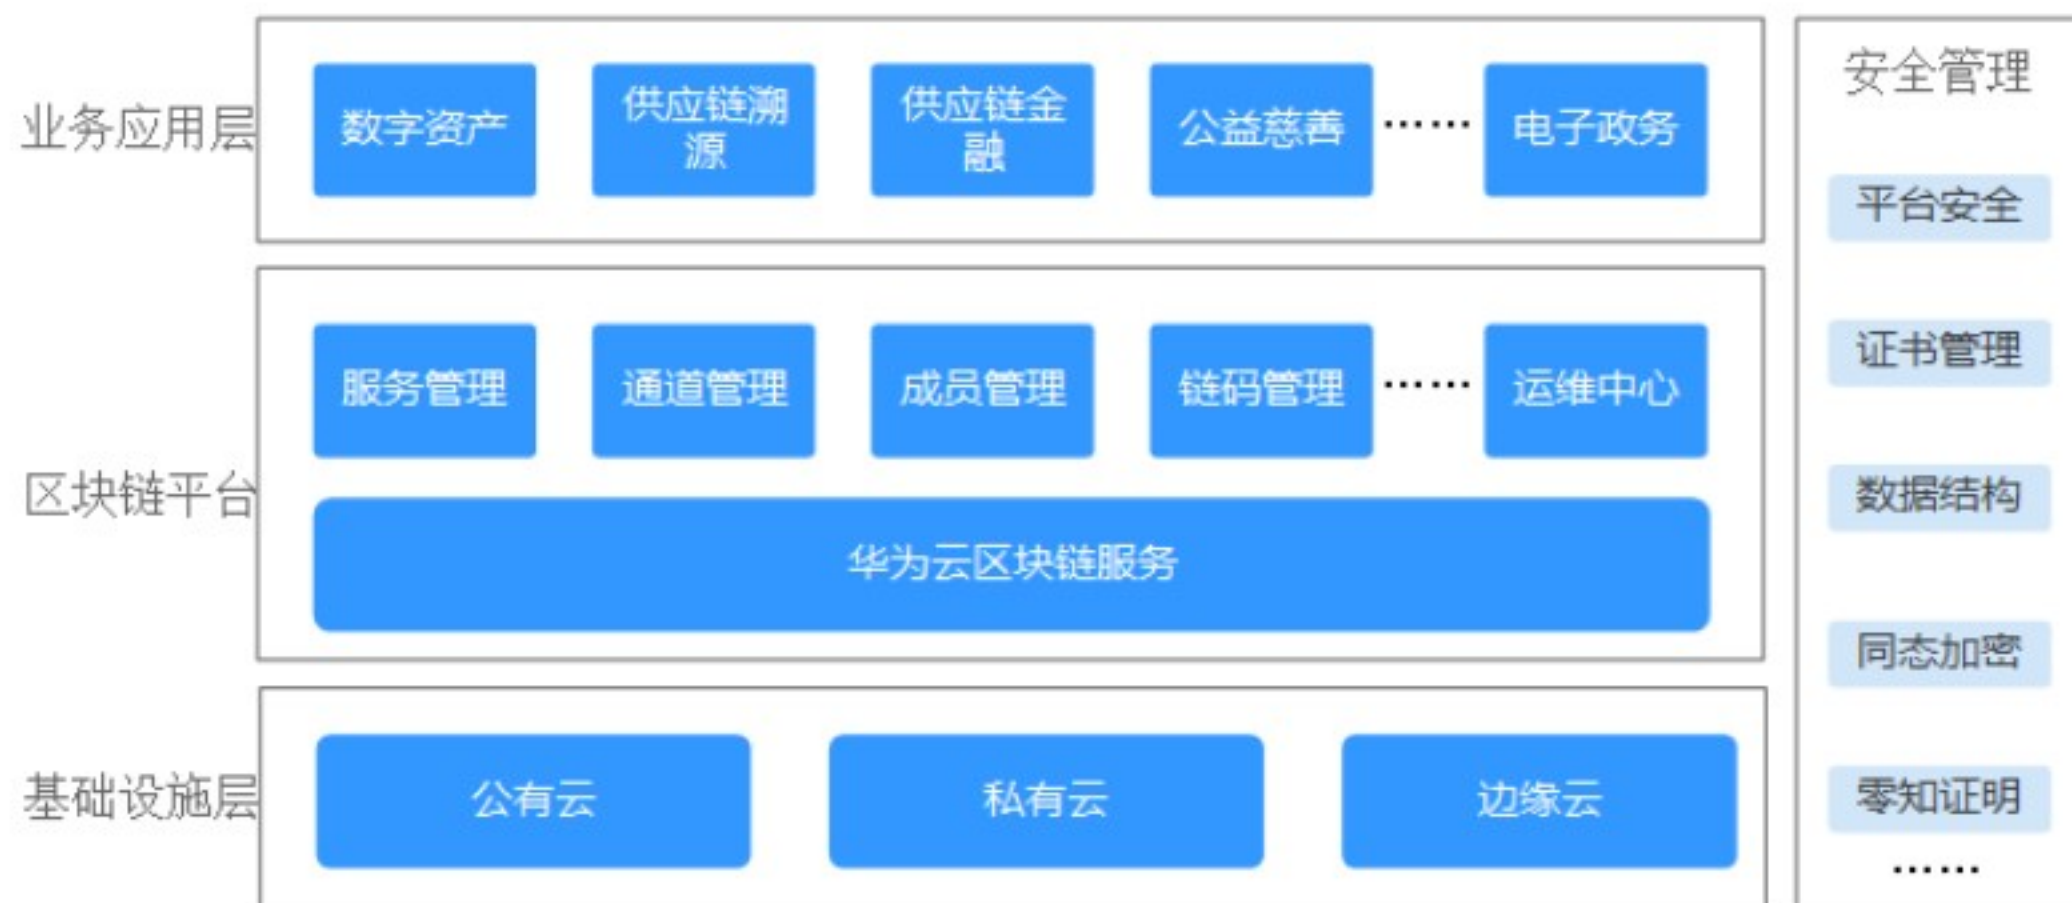 业务应用层
数字资产
供应链溯
源
供应链金
融
公益慈善
……
电子政务
区块链平台
服务管理
通道管理
成员管理
链码管理
……
运维中心
华为云区块链服务
基础设施层
公有云
私有云
边缘云
安全管理
平台安全
证书管理
数据结构
同态加密
零知证明
……